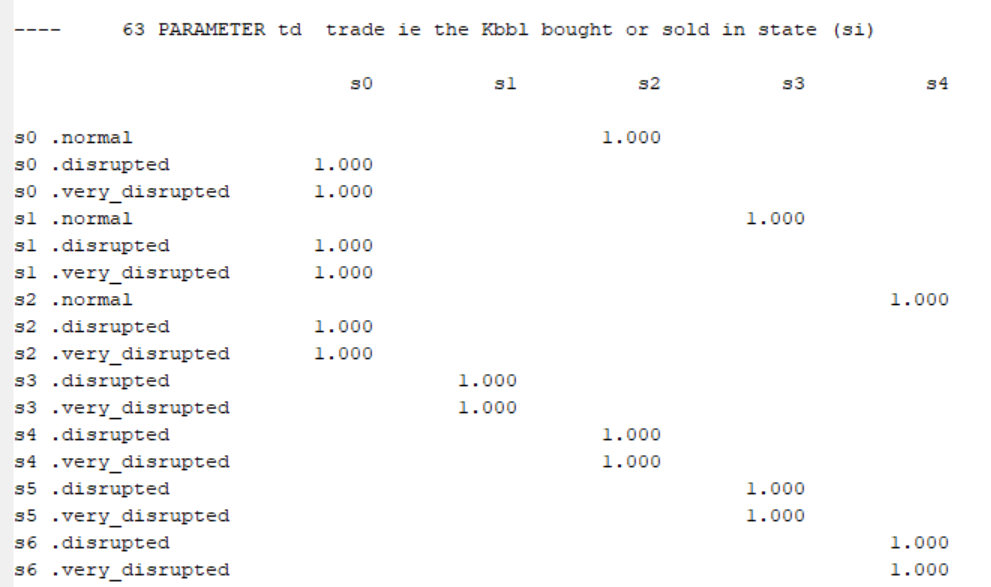 ----     63 PARAMETER td  trade ie the Kbbl bought or sold in state (si)
                         s0          s1          s2          s3          s4
s0 .normal                                    1.000
s0 .disrupted         1.000
s0 .very_disrupted    1.000
s1 .normal                                                1.000
s1 .disrupted         1.000
s1 .very_disrupted    1.000
s2 .normal                                                            1.000
s2 .disrupted         1.000
s2 .very_disrupted    1.000
s3 .disrupted                     1.000
s3 .very_disrupted                1.000
s4 .disrupted                                 1.000
s4 .very_disrupted                            1.000
s5 .disrupted                                             1.000
s5 .very_disrupted                                        1.000
s6 .disrupted                                                         1.000
s6 .very_disrupted                                                    1.000